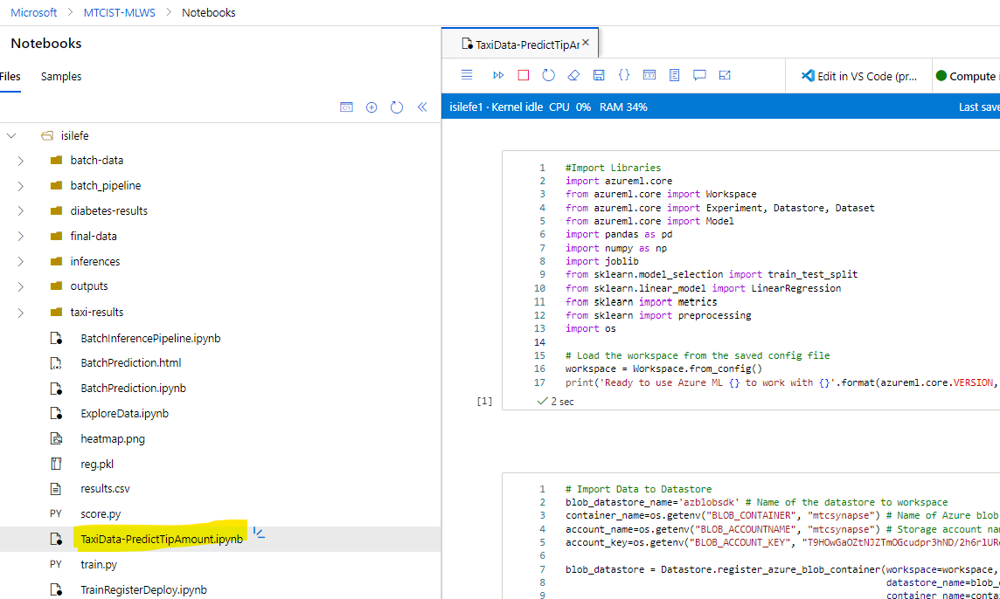 Microsoft > MTCIST-MLWS > Notebooks
Notebooks
Files Samples
isilefe
batch-data
batch_pipeline
diabetes-results
final-data
inferences
outputs
taxi-results
BatchInferencePipeline.ipynb
BatchPrediction.html
BatchPrediction.ipynb
ExploreData.ipynb
heatmap.png
reg.pkl
results.csv
PY score.py
TaxiData-PredictTipAmount.ipynb
PY train.py
TrainRegisterDeploy.ipynb
TaxiData-PredictTipAr
Edit in VS Code (pr... Compute
isilefe1 · Kernel idle CPU 0% RAM 34% Last save
1 #Import Libraries
2 import azureml.core
3 from azureml.core import Workspace
4 from azureml.core import Experiment, Datastore, Dataset
5 from azureml.core import Model
6 import pandas as pd
7 import numpy as np
8 import joblib
9 from sklearn.model_selection import train_test_split
10 from sklearn.linear_model import LinearRegression
11 from sklearn import metrics
12 from sklearn import preprocessing
13 import os
14
15 # Load the workspace from the saved config file
16 workspace = Workspace.from_config()
17 print('Ready to use Azure ML {} to work with {}'.format(azureml.core.VERSION,
[1] 2 sec
1 # Import Data to Datastore
2 blob_datastore_name='azblobsdk' # Name of the datastore to workspace
3 container_name=os.getenv("BLOB_CONTAINER", "mtcsynapse") # Name of Azure blob
4 account_name=os.getenv("BLOB_ACCOUNTNAME", "mtcsynapse") # Storage account na
5 account_key=os.getenv("BLOB_ACCOUNT_KEY",
6
7 blob_datastore = Datastore.register_azure_blob_container(workspace=workspace,
8 datastore_name=blob_
9 container_name=conta